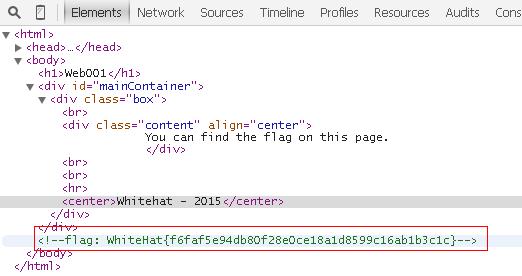 Elements Network Sources Timeline Profiles Resources Audits Cons
<html>
<head>…</head>
<body>
<h1>Web001</h1>
<div id="mainContainer">
<div class="box">
<br>
<div class="content" align="center">
You can find the flag on this page.
</div>
<br>
<br>
<hr>
<center>Whitehat - 2015</center>
</div>
</div>
<!--flag: WhiteHat{f6faf5e94db80f28e0ce18a1d8599c16ab1b3c1c}-->
</body>
</html>